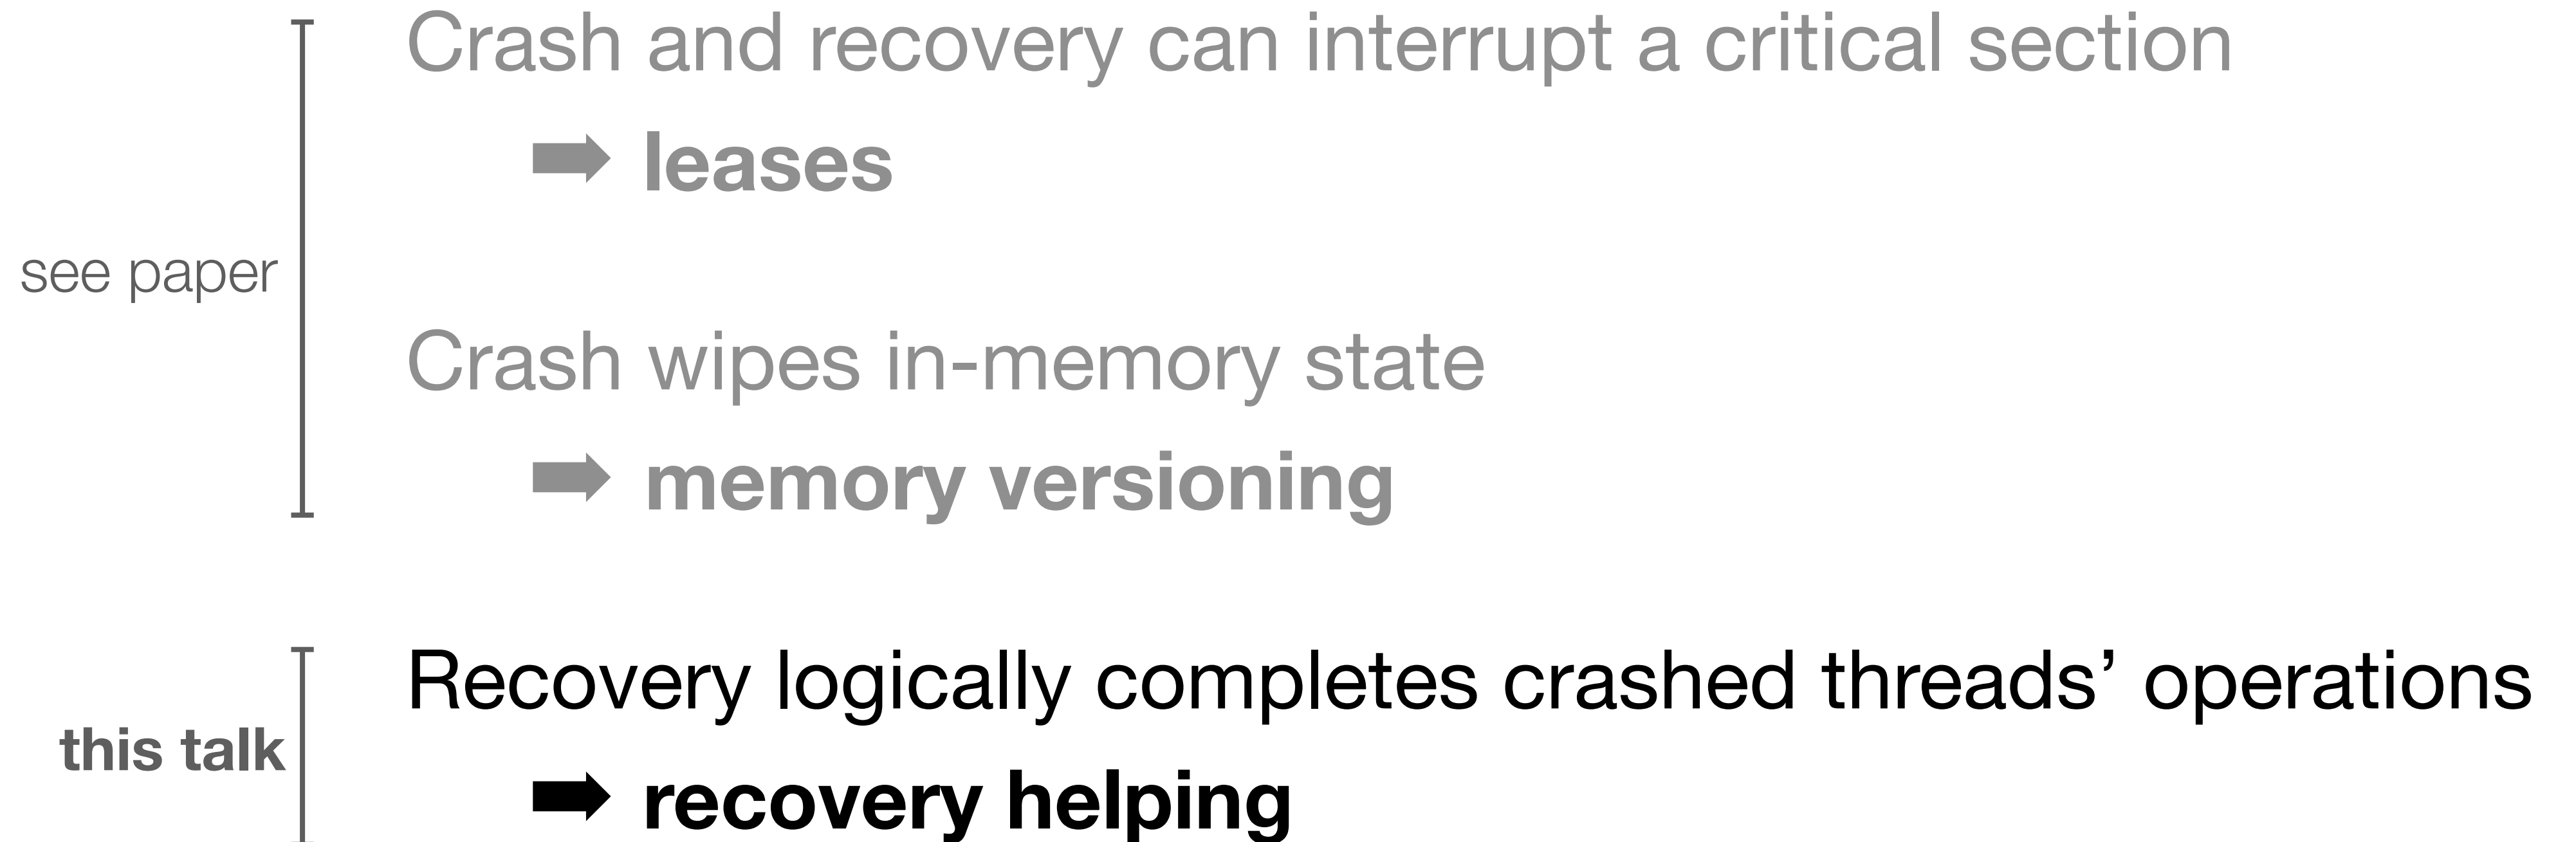 Crash and recovery can interrupt a critical section
leases
see paper
Crash wipes in-memory state
memory versioning
Recovery logically completes crashed threads’ operations
this talk
recovery helping